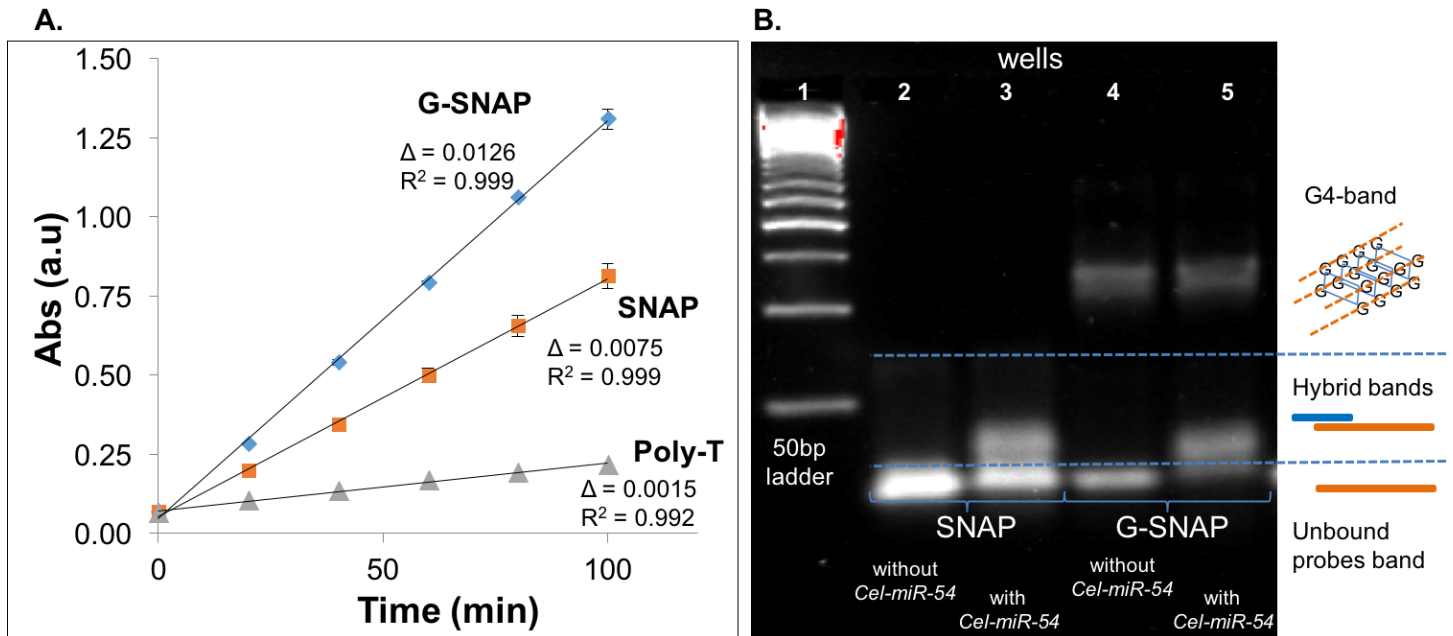 A.
1.50
1.25
1.00
0.75
0.50
0.25
0.00
Abs (a.u)
0
50
100
Time (min)
G-SNAP
Δ = 0.0126
R² = 0.999
SNAP
Δ = 0.0075
R² = 0.999
Poly-T
Δ = 0.0015
R² = 0.992
B.
wells
1 2 3 4 5
50bp
ladder
SNAP
G-SNAP
without
Cel-miR-54
with
Cel-miR-54
without
Cel-miR-54
with
Cel-miR-54
G4-band
G G G G
G G G G
G G G G
G G G G
Hybrid bands
Unbound
probes band